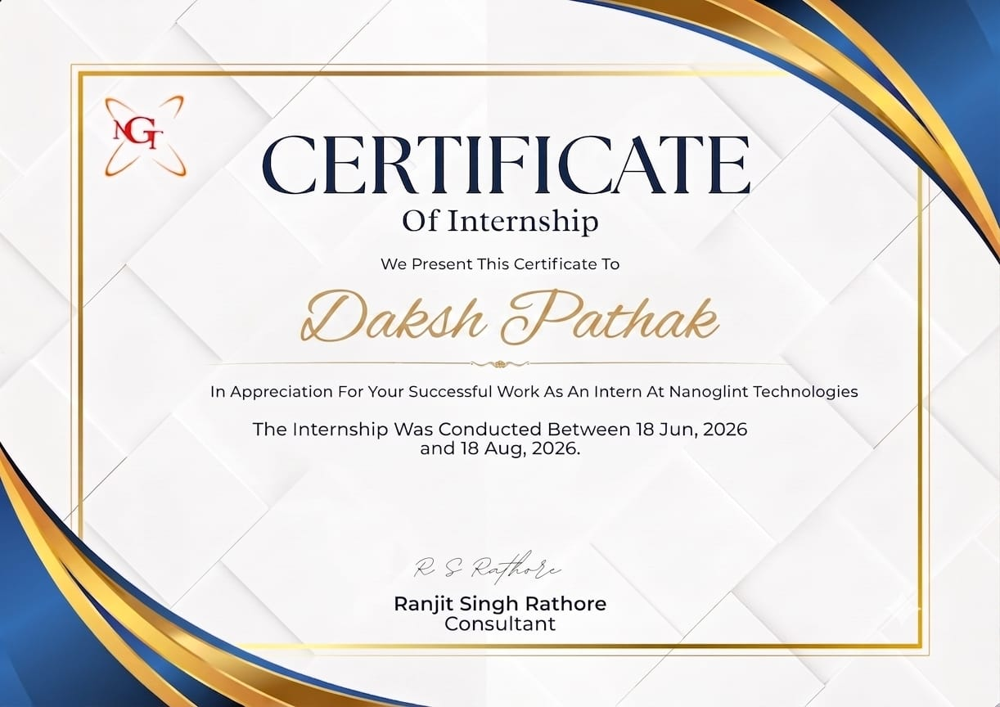 NGT
CERTIFICATE
Of Internship
We Present This Certificate To
Daksh Pathak
In Appreciation For Your Successful Work As An Intern At Nanoglint Technologies
The Internship Was Conducted Between 18 Jun, 2026
and 18 Aug, 2026.
R S Rathore
Ranjit Singh Rathore
Consultant